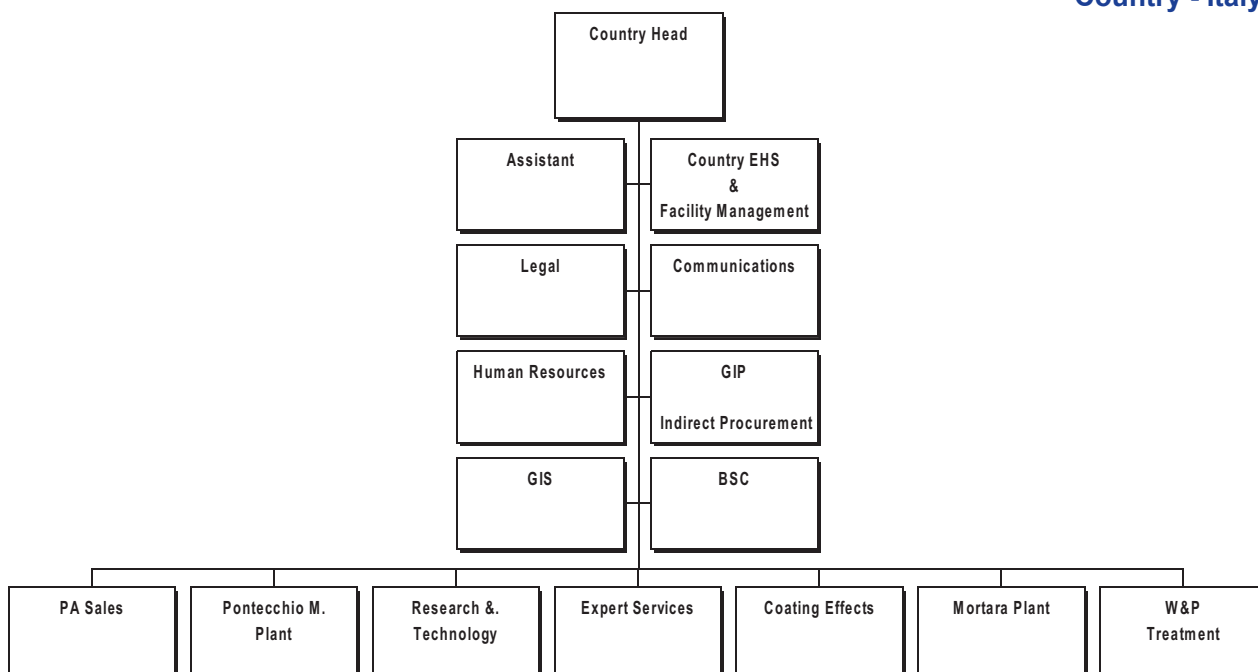 Country - Italy
Country Head
Assistant
Country EHS
&
Facility Management
Legal
Communications
Human Resources
GIP
Indirect Procurement
GIS
BSC
PA Sales
Pontecchio M.
Plant
Research &.
Technology
Expert Services
Coating Effects
Mortara Plant
W&P
Treatment